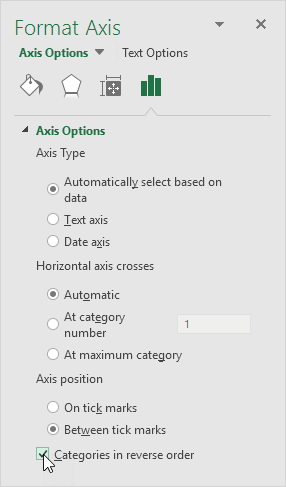 Format Axis
Axis Options
Text Options
Axis Options
Axis Type
Automatically select based on
data
Text axis
Date axis
Horizontal axis crosses
Automatic
At category
number
1
At maximum category
Axis position
On tick marks
Between tick marks
Categories in reverse order